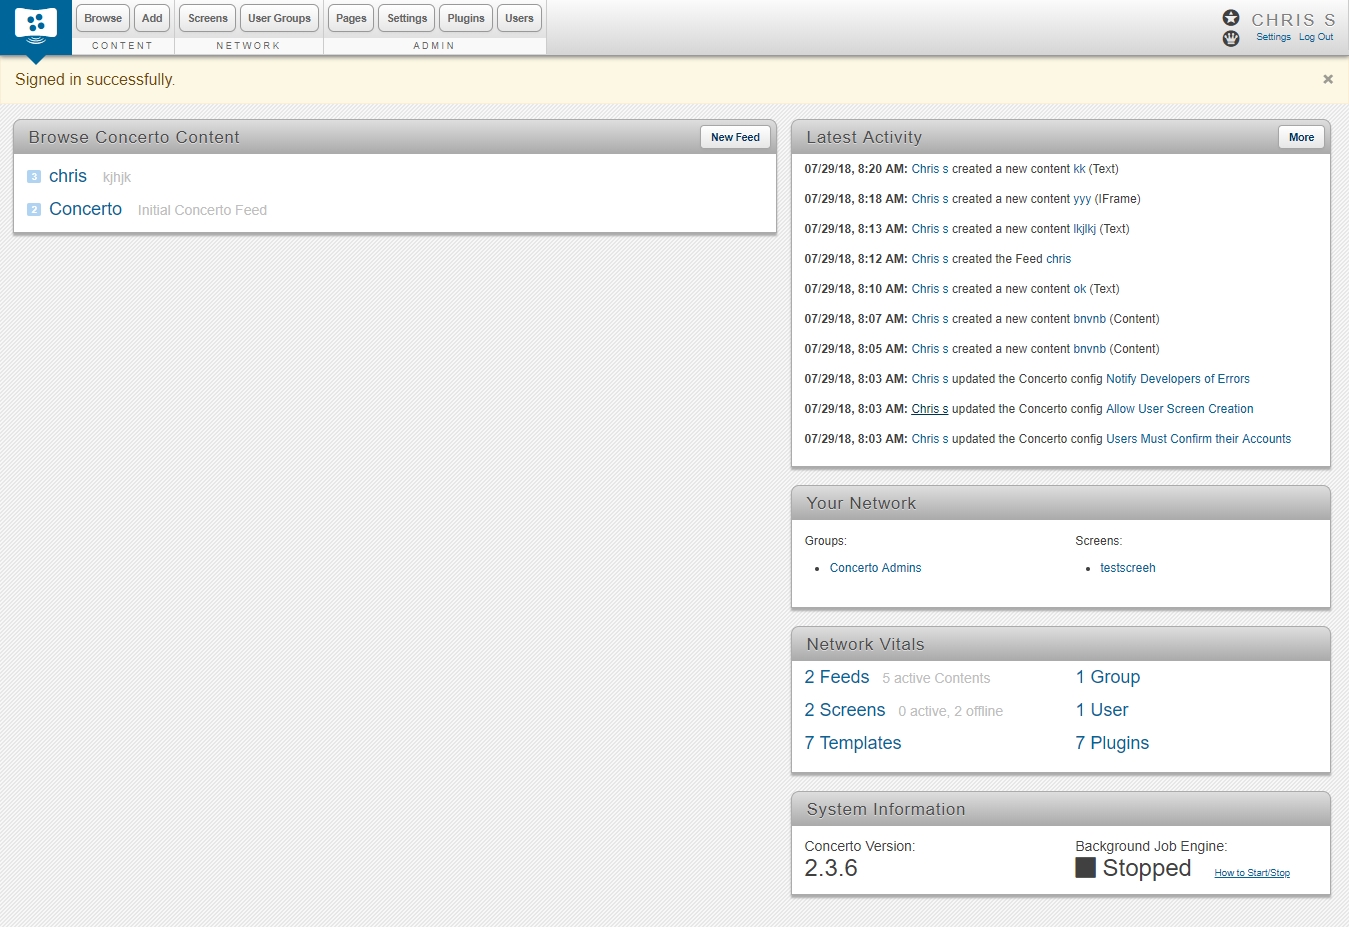 Browse Add Screens User Groups Pages Settings Plugins Users
CONTENT NETWORK ADMIN
CHRIS S
Settings Log Out
Signed in successfully. ×
Browse Concerto Content New Feed
3 chris kjhjk
2 Concerto Initial Concerto Feed
Latest Activity More
07/29/18, 8:20 AM: Chris s created a new content kk (Text)
07/29/18, 8:18 AM: Chris s created a new content yyy (IFrame)
07/29/18, 8:13 AM: Chris s created a new content lkjlkj (Text)
07/29/18, 8:12 AM: Chris s created the Feed chris
07/29/18, 8:10 AM: Chris s created a new content ok (Text)
07/29/18, 8:07 AM: Chris s created a new content bnvnb (Content)
07/29/18, 8:05 AM: Chris s created a new content bnvnb (Content)
07/29/18, 8:03 AM: Chris s updated the Concerto config Notify Developers of Errors
07/29/18, 8:03 AM: Chris s updated the Concerto config Allow User Screen Creation
07/29/18, 8:03 AM: Chris s updated the Concerto config Users Must Confirm their Accounts
Your Network
Groups:
• Concerto Admins
Screens:
• testscreeh
Network Vitals
2 Feeds 5 active Contents
1 Group
2 Screens 0 active, 2 offline
1 User
7 Templates
7 Plugins
System Information
Concerto Version:
2.3.6
Background Job Engine:
Stopped How to Start/Stop